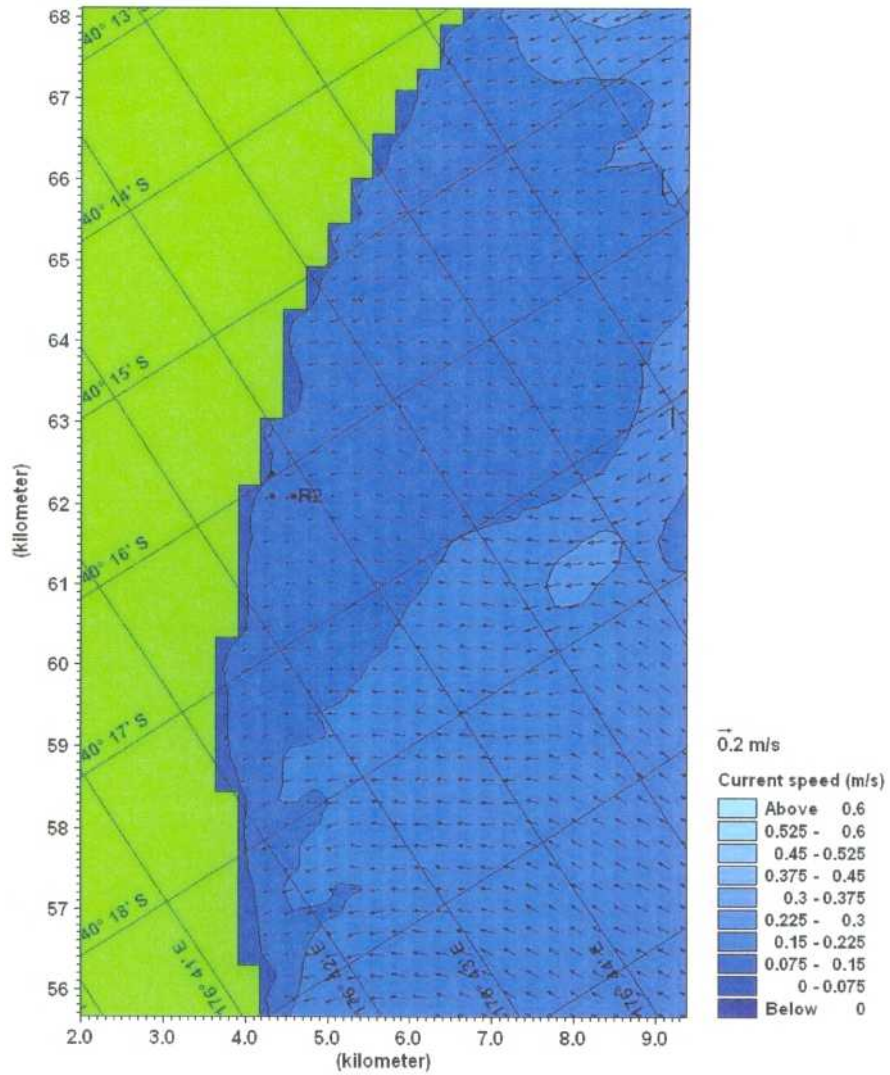 68
67
66
65
64
63
62
61
60
59
58
57
56
(kilometer)
2.0 3.0 4.0 5.0 6.0 7.0 8.0 9.0
(kilometer)
40° 13'
40° 14' S
40° 15' S
40° 16' S
40° 17' S
40° 18' S
176° 41' E
176° 42' E
176° 43' E
176° 44' E
R2
0.2 m/s
Current speed (m/s)
Above 0.6
0.525 - 0.6
0.45 - 0.525
0.375 - 0.45
0.3 - 0.375
0.225 - 0.3
0.15 - 0.225
0.075 - 0.15
0 - 0.075
Below 0